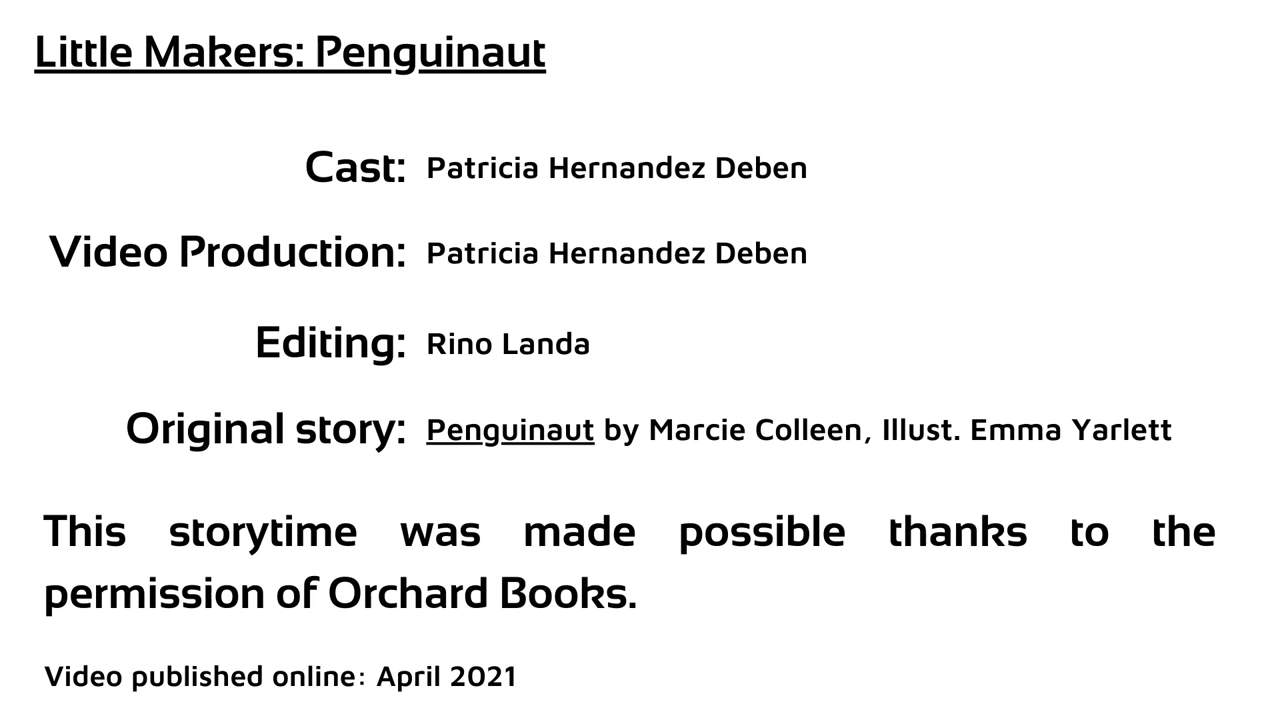 Little Makers: Penguinaut
Cast: Patricia Hernandez Deben
Video Production: Patricia Hernandez Deben
Editing: Rino Landa
Original story: Penguinaut by Marcie Colleen, Illust. Emma Yarlett
This storytime was made possible thanks to the
permission of Orchard Books.
Video published online: April 2021